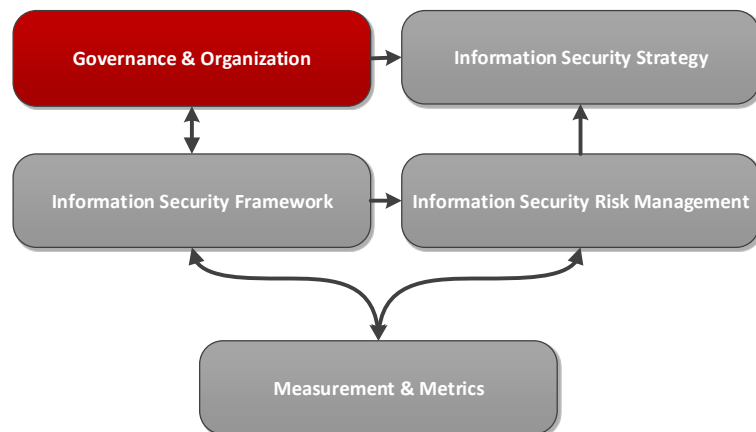 Governance & Organization
Information Security Strategy
Information Security Framework
Information Security Risk Management
Measurement & Metrics